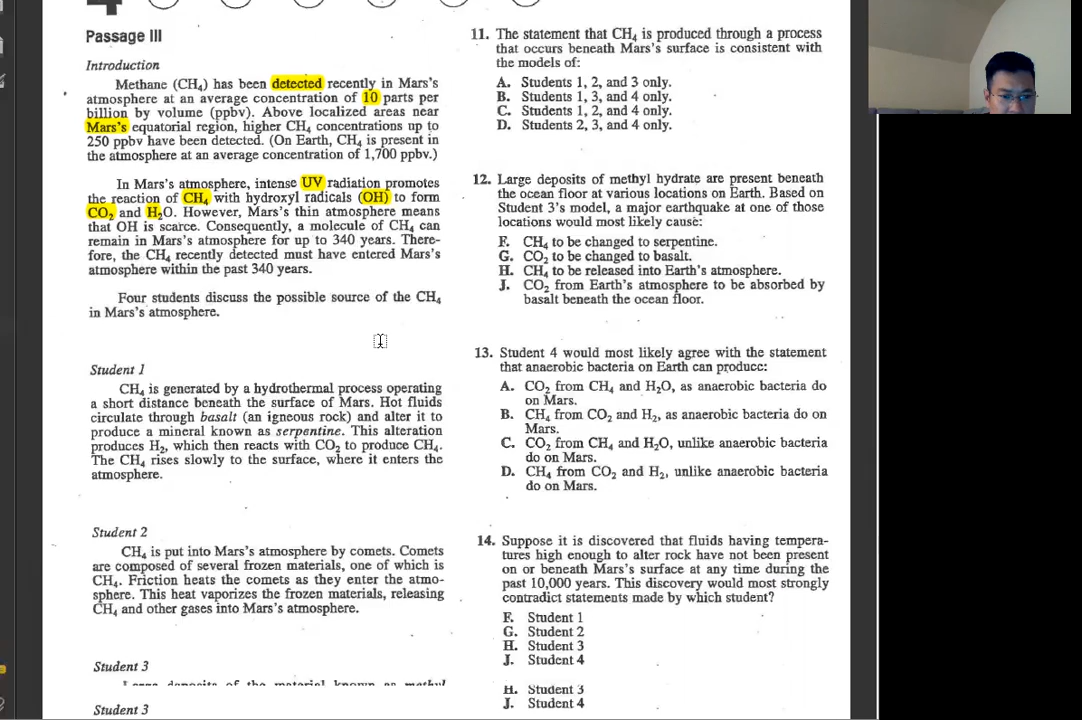 Passage III
Introduction
Methane (CH₄) has been detected recently in Mars's
atmosphere at an average concentration of 10 parts per
billion by volume (ppbv). Above localized areas near
Mars's equatorial region, higher CH₄ concentrations up to
250 ppbv have been detected. (On Earth, CH₄ is present in
the atmosphere at an average concentration of 1,700 ppbv.)
In Mars's atmosphere, intense UV radiation promotes
the reaction of CH₄ with hydroxyl radicals (OH) to form
CO₂ and H₂O. However, Mars's thin atmosphere means
that OH is scarce. Consequently, a molecule of CH₄ can
remain in Mars's atmosphere for up to 340 years. There-
fore, the CH₄ recently detected must have entered Mars's
atmosphere within the past 340 years.
Four students discuss the possible source of the CH₄
in Mars's atmosphere.
Student 1
CH₄ is generated by a hydrothermal process operating
a short distance beneath the surface of Mars. Hot fluids
circulate through basalt (an igneous rock) and alter it to
produce a mineral known as serpentine. This alteration
produces H₂, which then reacts with CO₂ to produce CH₄.
The CH₄ rises slowly to the surface, where it enters the
atmosphere.
Student 2
CH₄ is put into Mars's atmosphere by comets. Comets
are composed of several frozen materials, one of which is
CH₄. Friction heats the comets as they enter the atmo-
sphere. This heat vaporizes the frozen materials, releasing
CH₄ and other gases into Mars's atmosphere.
Student 3
Large deposits of the material known as methyl
Student 3
11. The statement that CH₄ is produced through a process
that occurs beneath Mars's surface is consistent with
the models of:
A. Students 1, 2, and 3 only.
B. Students 1, 3, and 4 only.
C. Students 1, 2, and 4 only.
D. Students 2, 3, and 4 only.
12. Large deposits of methyl hydrate are present beneath
the ocean floor at various locations on Earth. Based on
Student 3's model, a major earthquake at one of those
locations would most likely cause:
F. CH₄ to be changed to serpentine.
G. CO₂ to be changed to basalt.
H. CH₄ to be released into Earth's atmosphere.
J. CO₂ from Earth's atmosphere to be absorbed by
basalt beneath the ocean floor.
13. Student 4 would most likely agree with the statement
that anaerobic bacteria on Earth can produce:
A. CO₂ from CH₄ and H₂O, as anaerobic bacteria do
on Mars.
B. CH₄ from CO₂ and H₂, as anaerobic bacteria do on
Mars.
C. CO₂ from CH₄ and H₂O, unlike anaerobic bacteria
do on Mars.
D. CH₄ from CO₂ and H₂, unlike anaerobic bacteria
do on Mars.
14. Suppose it is discovered that fluids having tempera-
tures high enough to alter rock have not been present
on or beneath Mars's surface at any time during the
past 10,000 years. This discovery would most strongly
contradict statements made by which student?
F. Student 1
G. Student 2
H. Student 3
J. Student 4
H. Student 3
J. Student 4